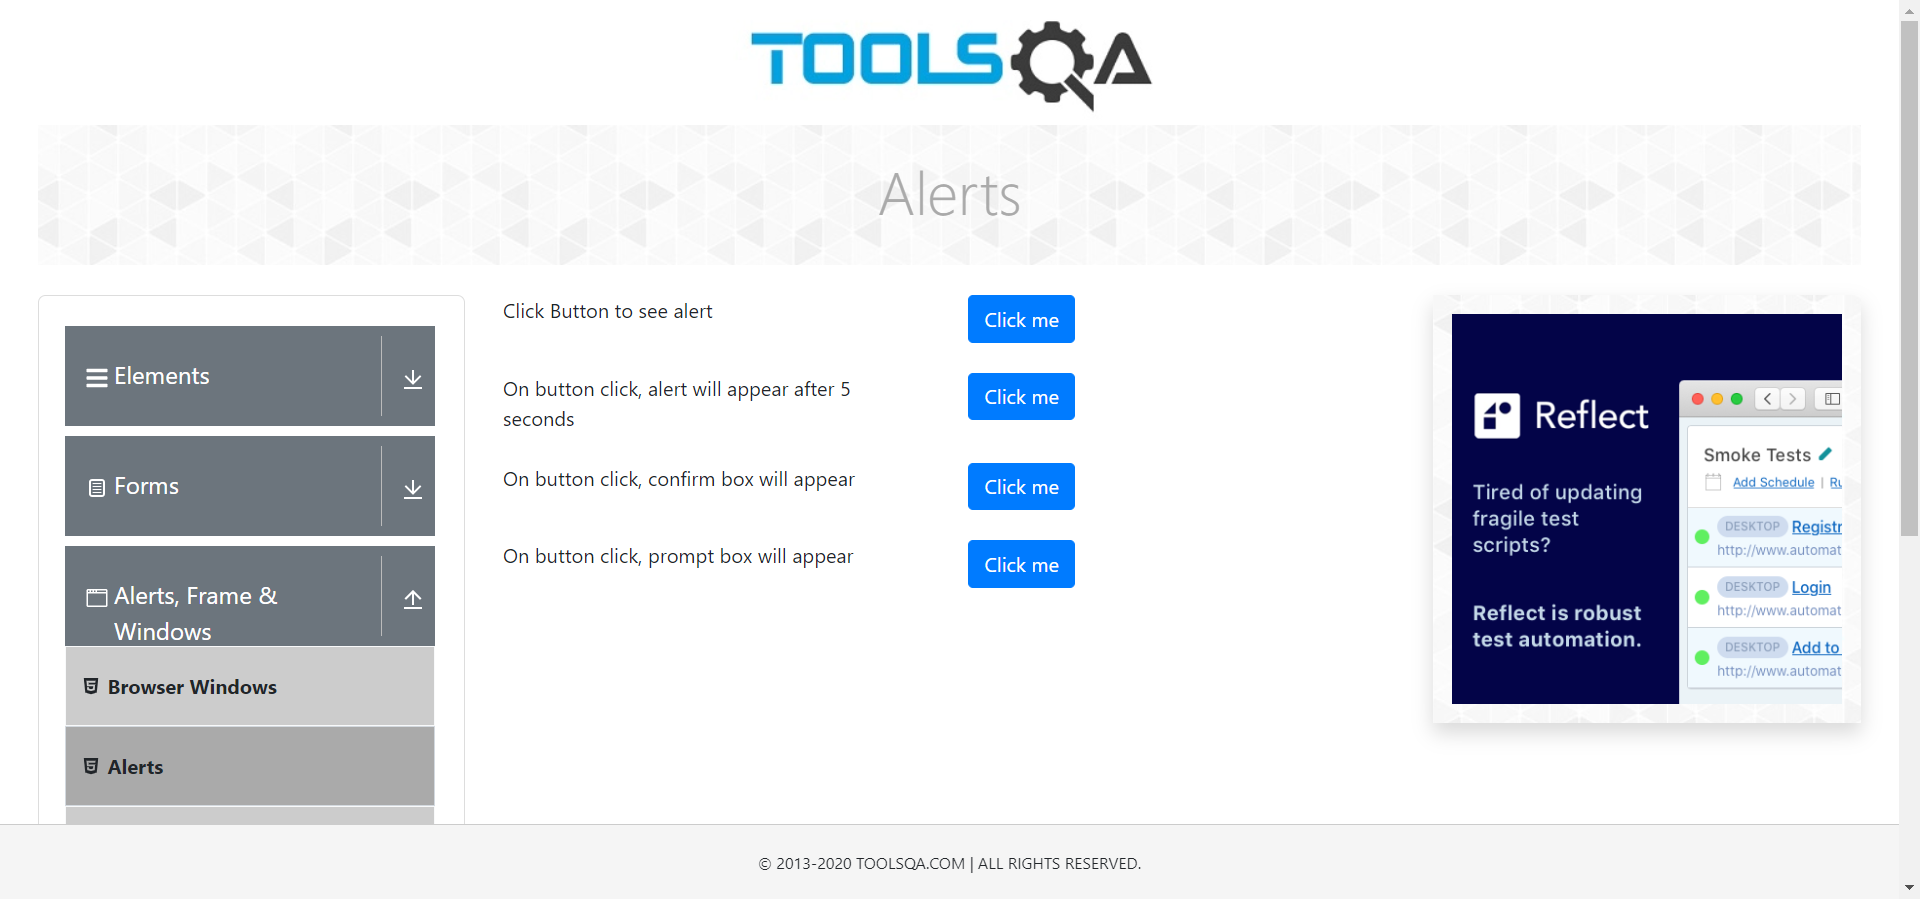 TOOLSQA
Alerts
Elements
Forms
Alerts, Frame &
Windows
Browser Windows
Alerts
Click Button to see alert
Click me
On button click, alert will appear after 5
seconds
Click me
On button click, confirm box will appear
Click me
On button click, prompt box will appear
Click me
Reflect
Tired of updating
fragile test
scripts?
Reflect is robust
test automation.
Smoke Tests
Add Schedule | Ru
DESKTOP Registr
http://www.automat
DESKTOP Login
http://www.automat
DESKTOP Add to
http://www.automat
© 2013-2020 TOOLSQA.COM | ALL RIGHTS RESERVED.